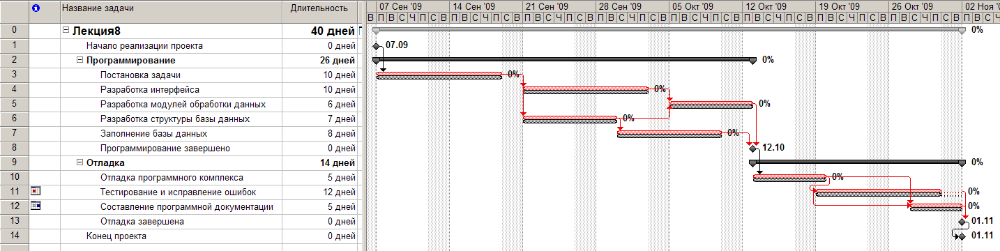 Название задачи Длительность 07 Сен '09 14 Сен '09 21 Сен '09 28 Сен '09 05 Окт '09 12 Окт '09 19 Окт '09 26 Окт '09 02 Ноя
В П В С Ч П С В П В С Ч П С В П В С Ч П С В П В С Ч П С В П В С Ч П С В П В С Ч П С В П В С Ч П С В П В С Ч П С В П В С Ч
0 Лекция8 40 дней 0%
1 Начало реализации проекта 0 дней 07.09
2 Программирование 26 дней 0%
3 Постановка задачи 10 дней 0%
4 Разработка интерфейса 10 дней 0%
5 Разработка модулей обработки данных 6 дней 0%
6 Разработка структуры базы данных 7 дней 0%
7 Заполнение базы данных 8 дней 0%
8 Программирование завершено 0 дней 12.10
9 Отладка 14 дней 0%
10 Отладка программного комплекса 5 дней 0%
11 Тестирование и исправление ошибок 12 дней 0%
12 Составление программной документации 5 дней 0%
13 Отладка завершена 0 дней 01.11
14 Конец проекта 0 дней 01.11